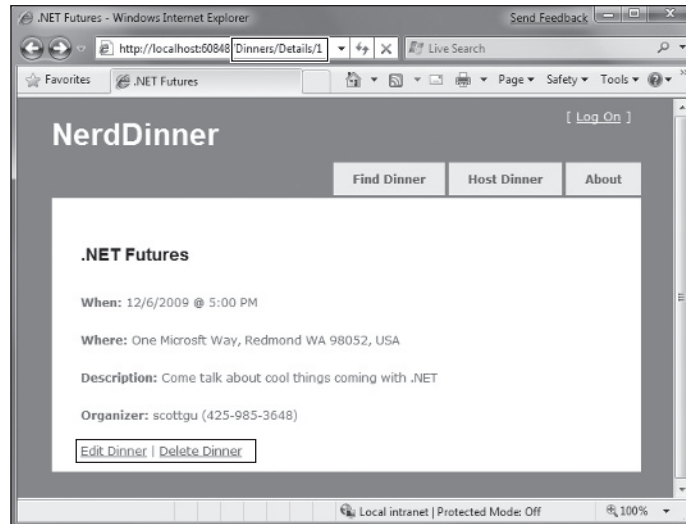 .NET Futures - Windows Internet Explorer
Send Feedback
http://localhost:60848/Dinners/Details/1
Live Search
Favorites
.NET Futures
Page
Safety
Tools
[ Log On ]
NerdDinner
Find Dinner
Host Dinner
About
.NET Futures
When: 12/6/2009 @ 5:00 PM
Where: One Microsft Way, Redmond WA 98052, USA
Description: Come talk about cool things coming with .NET
Organizer: scottgu (425-985-3648)
Edit Dinner | Delete Dinner
Local intranet | Protected Mode: Off
100%